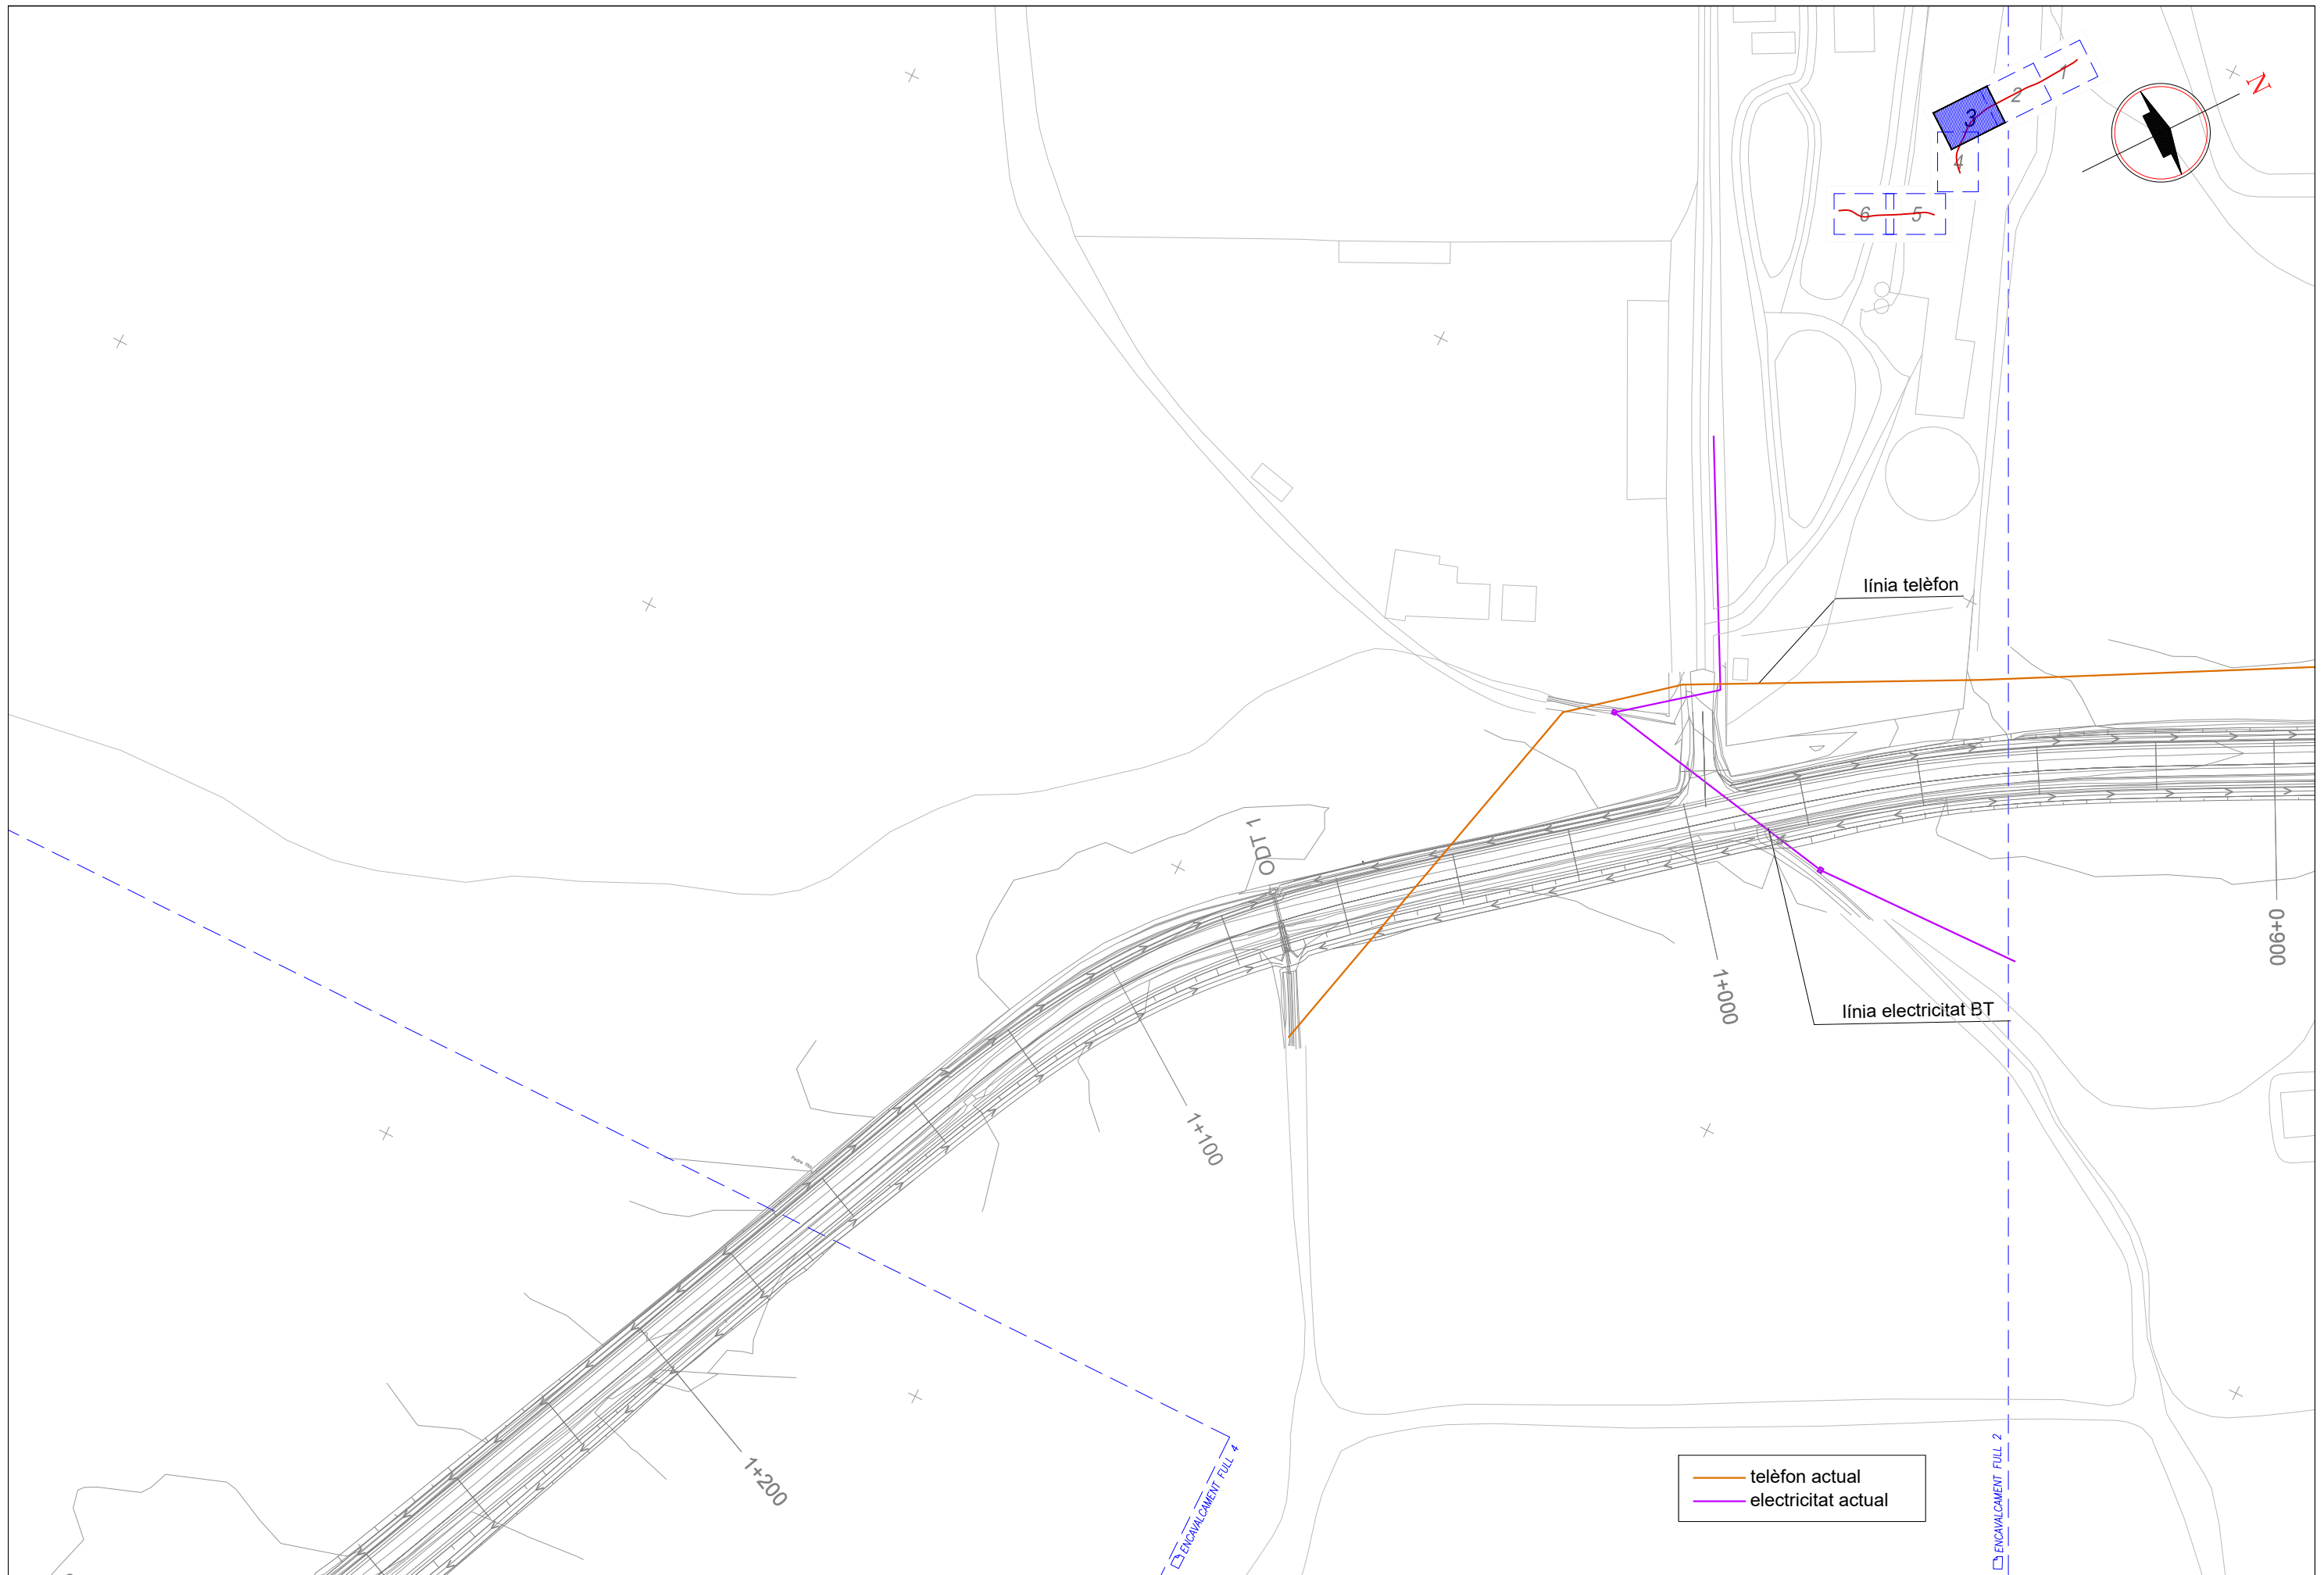 1
2
N
3
4
6
5
línia telèfon
ODT 1
0+900
1+000
línia electricitat BT
1+100
1+200
ENCAVALCAMENT FULL 4
ENCAVALCAMENT FULL 2
telèfon actual
electricitat actual